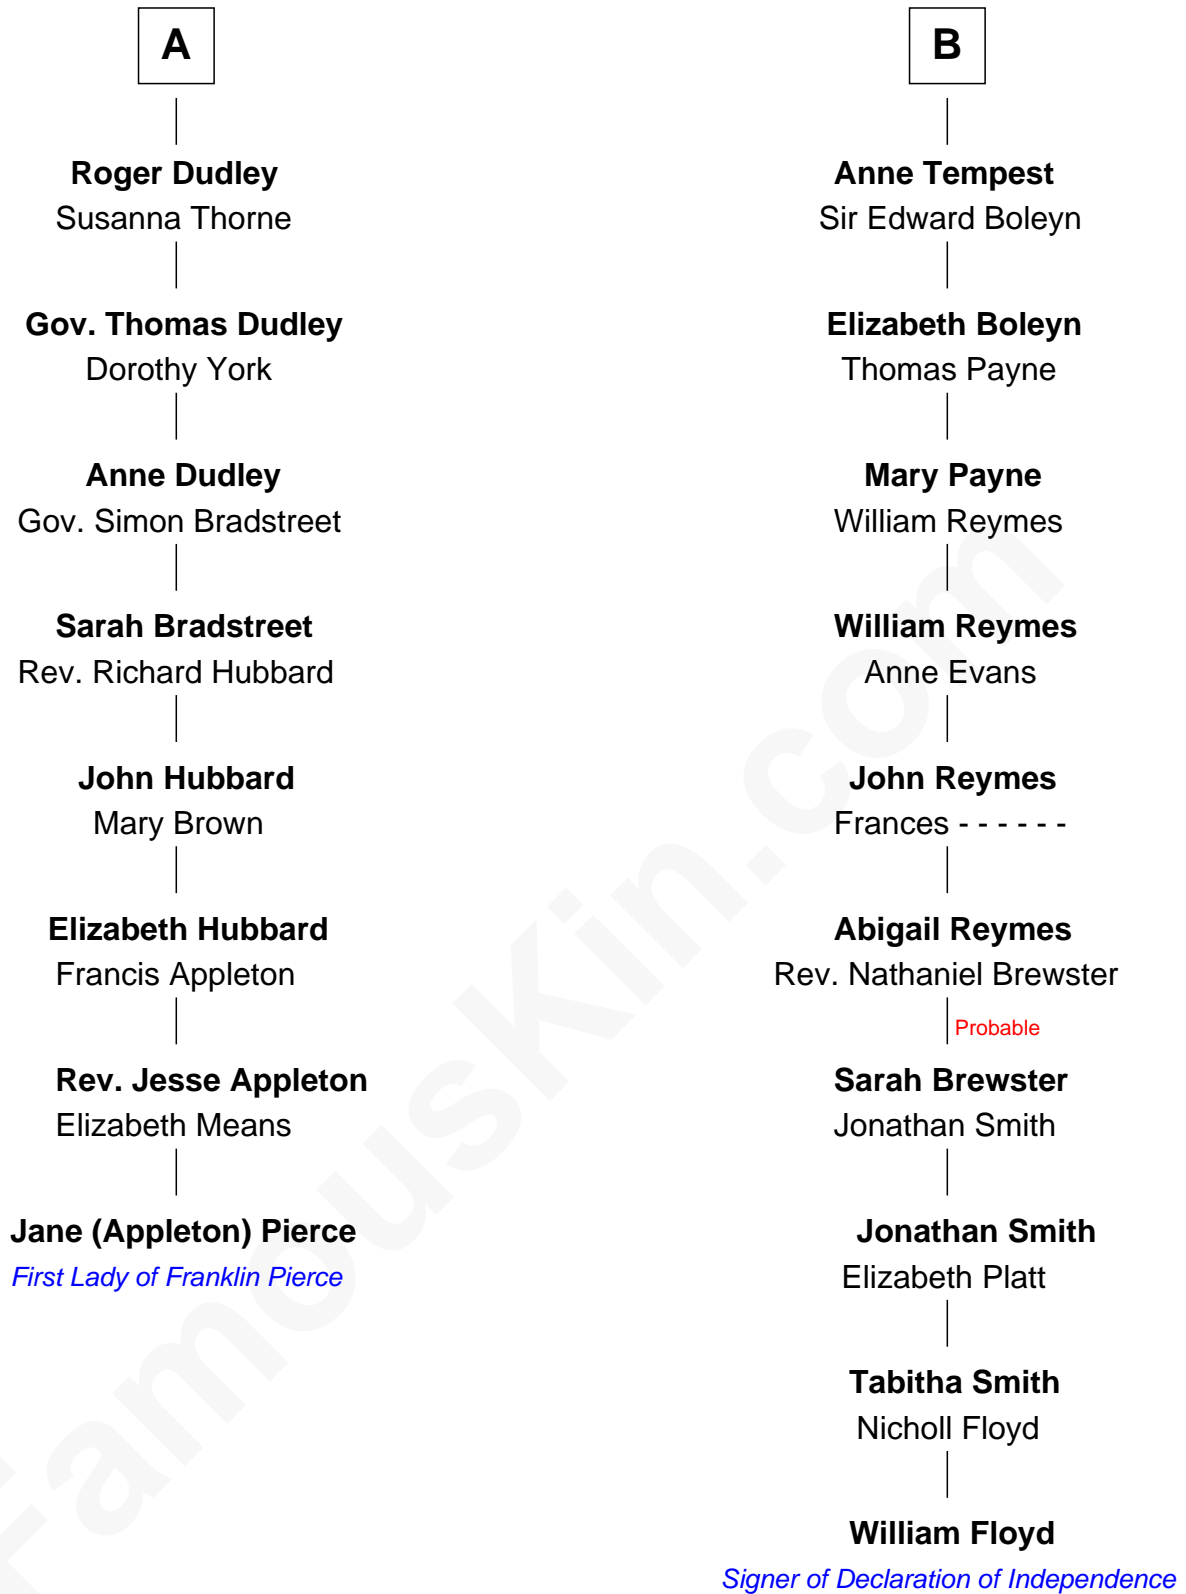 A
Roger Dudley
Susanna Thorne
Gov. Thomas Dudley
Dorothy York
Anne Dudley
Gov. Simon Bradstreet
Sarah Bradstreet
Rev. Richard Hubbard
John Hubbard
Mary Brown
Elizabeth Hubbard
Francis Appleton
Rev. Jesse Appleton
Elizabeth Means
Jane (Appleton) Pierce
First Lady of Franklin Pierce
B
Anne Tempest
Sir Edward Boleyn
Elizabeth Boleyn
Thomas Payne
Mary Payne
William Reymes
William Reymes
Anne Evans
John Reymes
Frances - - - - - -
Abigail Reymes
Rev. Nathaniel Brewster
Probable
Sarah Brewster
Jonathan Smith
Jonathan Smith
Elizabeth Platt
Tabitha Smith
Nicholl Floyd
William Floyd
Signer of Declaration of Independence
FamousKin.com